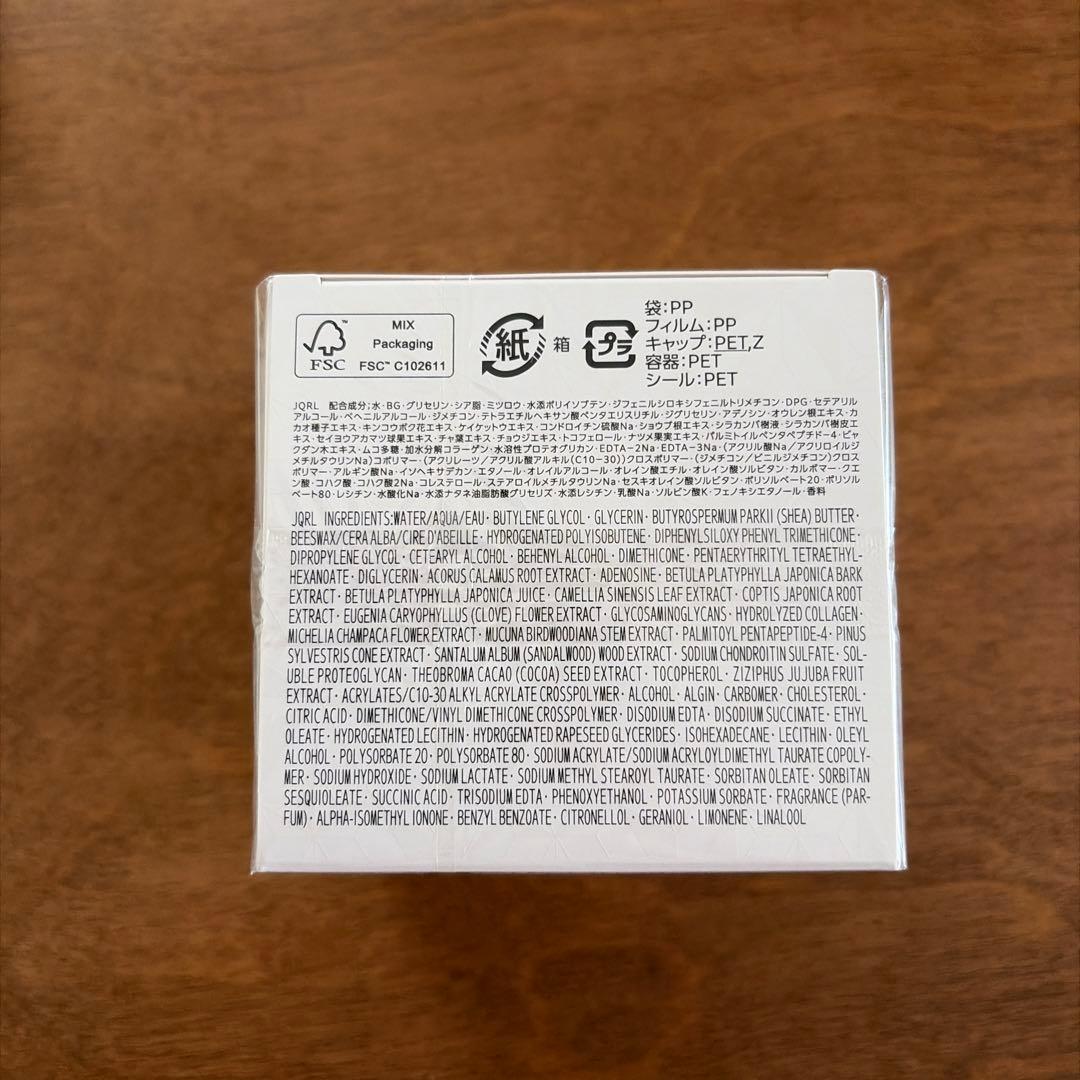 MIX
Packaging
FSC™ C102611
FSC
紙
箱
プラ
袋:PP
フィルム:PP
キャップ:PET,Z
容器:PET
シール:PET
JQRL 配合成分;水・BG・グリセリン・シア脂・ミツロウ・水添ポリイソブテン・ジフェニルシロキシフェニルトリメチコン・DPG・セテアリル
アルコール・ベヘニルアルコール・ジメチコン・テトラエチルヘキサン酸ペンタエリスリチル・ジグリセリン・アデノシン・オウレン根エキス・カ
カオ種子エキス・キンコウボク花エキス・ケイケットウエキス・コンドロイチン硫酸Na・ショウブ根エキス・シラカンバ樹液・シラカンバ樹皮エ
キス・セイヨウアカマツ球果エキス・チャ葉エキス・チョウジエキス・トコフェロール・ナツメ果実エキス・パルミトイルペンタペプチド-4・ビャ
クダン木エキス・ムコ多糖・加水分解コラーゲン・水溶性プロテオグリカン・EDTA-2Na・EDTA-3Na・(アクリル酸Na/アクリロイルジ
メチルタウリンNa)コポリマー・(アクリレーツ/アクリル酸アルキル(C10-30))クロスポリマー・(ジメチコン/ビニルジメチコン)クロス
ポリマー・アルギン酸Na・イソヘキサデカン・エタノール・オレイルアルコール・オレイン酸エチル・オレイン酸ソルビタン・カルボマー・クエ
ン酸・コハク酸・コハク酸2Na・コレステロール・ステアロイルメチルタウリンNa・セスキオレイン酸ソルビタン・ポリソルベート20・ポリソル
ベート80・レシチン・水酸化Na・水添ナタネ油脂肪酸グリセリズ・水添レシチン・乳酸Na・ソルビン酸K・フェノキシエタノール・香料
JQRL INGREDIENTS:WATER/AQUA/EAU・BUTYLENE GLYCOL・GLYCERIN・BUTYROSPERMUM PARKII (SHEA) BUTTER・
BEESWAX/CERA ALBA/CIRE D'ABEILLE・HYDROGENATED POLYISOBUTENE・DIPHENYLSILOXY PHENYL TRIMETHICONE・
DIPROPYLENE GLYCOL・CETEARYL ALCOHOL・BEHENYL ALCOHOL・DIMETHICONE・PENTAERYTHRITYL TETRAETHYL-
HEXANOATE・DIGLYCERIN・ACORUS CALAMUS ROOT EXTRACT・ADENOSINE・BETULA PLATYPHYLLA JAPONICA BARK
EXTRACT・BETULA PLATYPHYLLA JAPONICA JUICE・CAMELLIA SINENSIS LEAF EXTRACT・COPTIS JAPONICA ROOT
EXTRACT・EUGENIA CARYOPHYLLUS (CLOVE) FLOWER EXTRACT・GLYCOSAMINOGLYCANS・HYDROLYZED COLLAGEN・
MICHELIA CHAMPACA FLOWER EXTRACT・MUCUNA BIRDWOODIANA STEM EXTRACT・PALMITOYL PENTAPEPTIDE-4・PINUS
SYLVESTRIS CONE EXTRACT・SANTALUM ALBUM (SANDALWOOD) WOOD EXTRACT・SODIUM CHONDROITIN SULFATE・SOL-
UBLE PROTEOGLYCAN・THEOBROMA CACAO (COCOA) SEED EXTRACT・TOCOPHEROL・ZIZIPHUS JUJUBA FRUIT
EXTRACT・ACRYLATES/C10-30 ALKYL ACRYLATE CROSSPOLYMER・ALCOHOL・ALGIN・CARBOMER・CHOLESTEROL・
CITRIC ACID・DIMETHICONE/VINYL DIMETHICONE CROSSPOLYMER・DISODIUM EDTA・DISODIUM SUCCINATE・ETHYL
OLEATE・HYDROGENATED LECITHIN・HYDROGENATED RAPESEED GLYCERIDES・ISOHEXADECANE・LECITHIN・OLEYL
ALCOHOL・POLYSORBATE 20・POLYSORBATE 80・SODIUM ACRYLATE/SODIUM ACRYLOYLDIMETHYL TAURATE COPOLY-
MER・SODIUM HYDROXIDE・SODIUM LACTATE・SODIUM METHYL STEAROYL TAURATE・SORBITAN OLEATE・SORBITAN
SESQUIOLEATE・SUCCINIC ACID・TRISODIUM EDTA・PHENOXYETHANOL・POTASSIUM SORBATE・FRAGRANCE (PAR-
FUM)・ALPHA-ISOMETHYL IONONE・BENZYL BENZOATE・CITRONELLOL・GERANIOL・LIMONENE・LINALOOL